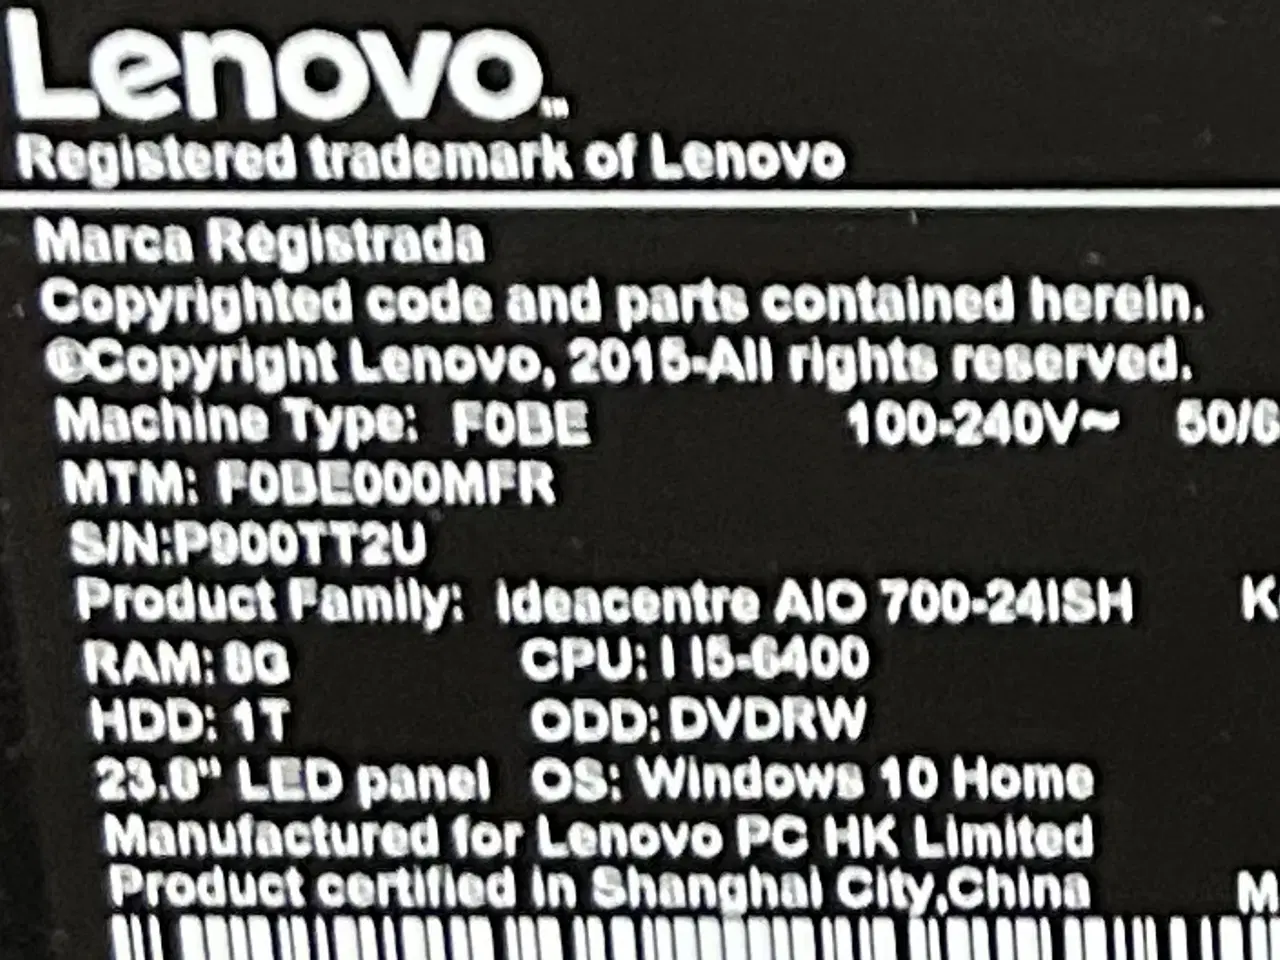 Lenovo™
Registered trademark of Lenovo
Marca Registrada
Copyrighted code and parts contained herein.
©Copyright Lenovo, 2015-All rights reserved.
Machine Type: F0BE 100-240V~ 50/6
MTM: F0BE000MFR
S/N:P900TT2U
Product Family: ideacentre AIO 700-24ISH K
RAM: 8G CPU: I I5-6400
HDD: 1T ODD: DVDRW
23.8" LED panel OS: Windows 10 Home
Manufactured for Lenovo PC HK Limited
Product certified in Shanghai City,China M